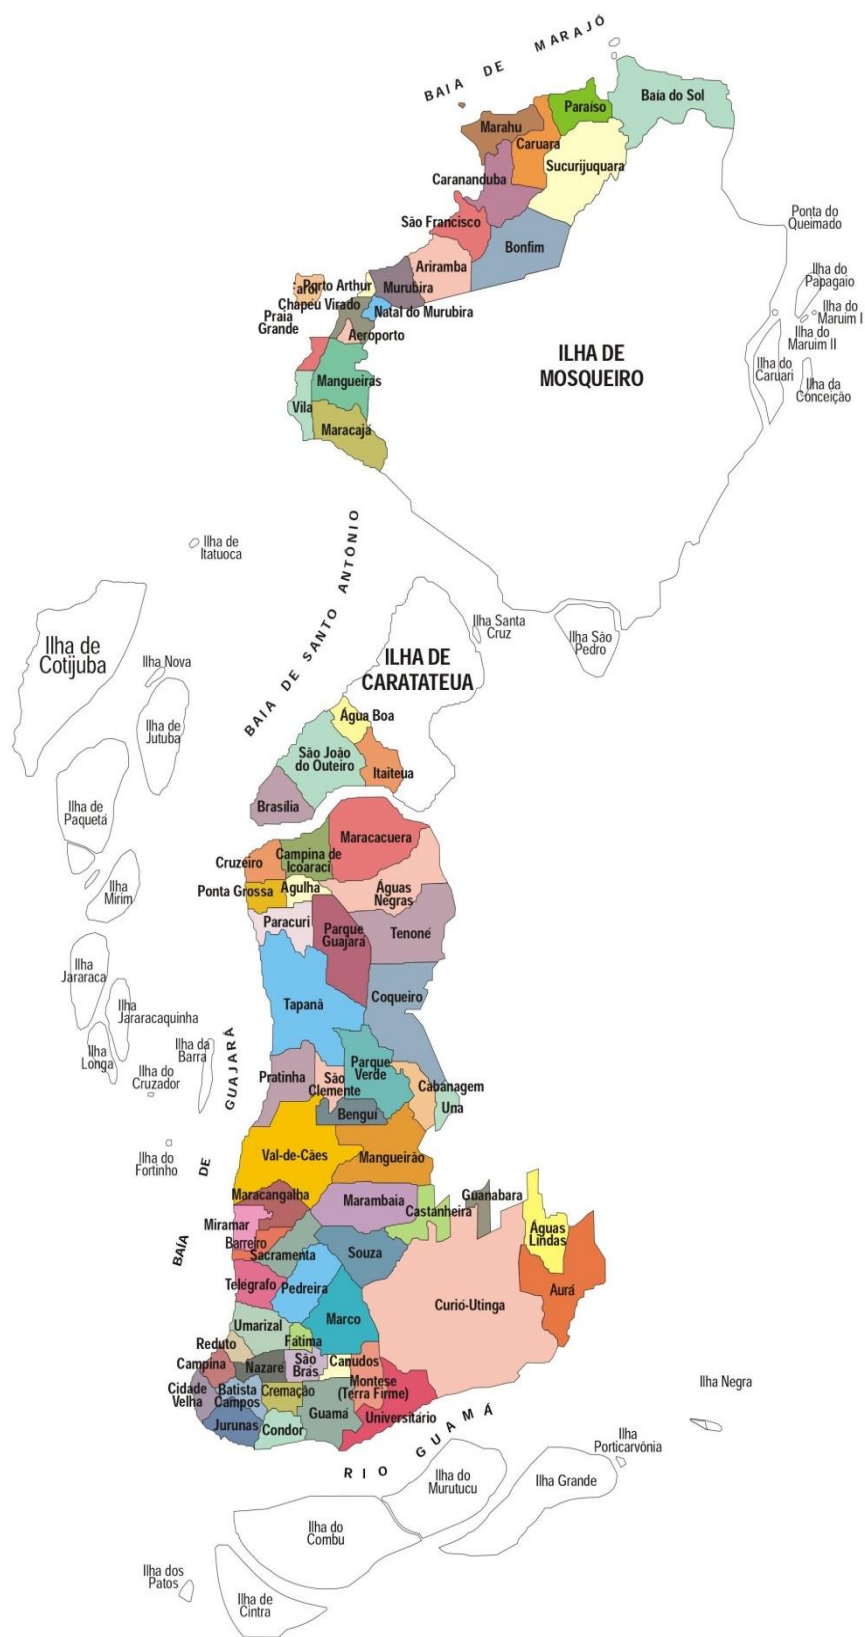 BAIA DE MARAJÓ
Baía do Sol
Paraíso
Marahu
Caruara
Sucurijuquara
Carananduba
São Francisco
Bonfim
Ariramba
Ponta do
Queimado
Ilha do
Papagaio
Ilha do
Maruim I
Ilha do
Maruim II
Ilha do
Caruari
Ilha da
Conceição
Porto Arthur
Murubira
Chapéu Virado
Natal do Murubira
Praia
Grande
Aeroporto
ILHA DE
MOSQUEIRO
Mangueiras
Vila
Maracajá
BAIA DE SANTO ANTÔNIO
Ilha de
Itatuoca
Ilha Santa
Cruz
Ilha São
Pedro
Ilha de
Cotijuba
Ilha Nova
ILHA DE
CARATATEUA
Ilha de
Jutuba
Água Boa
São João
do Outeiro
Itaiteua
Brasília
Ilha de
Paquetá
Maracacuera
Cruzeiro
Campina de
Icoaraci
Ilha
Mirim
Ponta Grossa
Agulha
Águas
Negras
Paracuri
Parque
Guajará
Tenoné
Ilha
Jararaca
Tapanã
Coqueiro
Ilha
Jararacaquinha
Ilha
Longa
Ilha da
Barra
Ilha do
Cruzador
BAÍA DE GUAJARÁ
Pratinha
São
Clemente
Parque
Verde
Cabanagem
Una
Bengui
Ilha do
Fortinho
Val-de-Cães
Mangueirão
Maracangalha
Marambaia
Castanheira
Guanabara
Miramar
Barreiro
Sacramenta
Souza
Águas
Lindas
Telégrafo
Pedreira
Curió-Utinga
Aurá
Marco
Umarizal
Reduto
Fátima
Campina
Nazaré
São
Brás
Canudos
Cidade
Velha
Batista
Campos
Cremação
Montese
(Terra Firme)
Jurunas
Condor
Guamá
Universitário
RIO GUAMÁ
Ilha Negra
Ilha
Porticarvônia
Ilha do
Murutucu
Ilha Grande
Ilha do
Combu
Ilha dos
Patos
Ilha de
Cintra